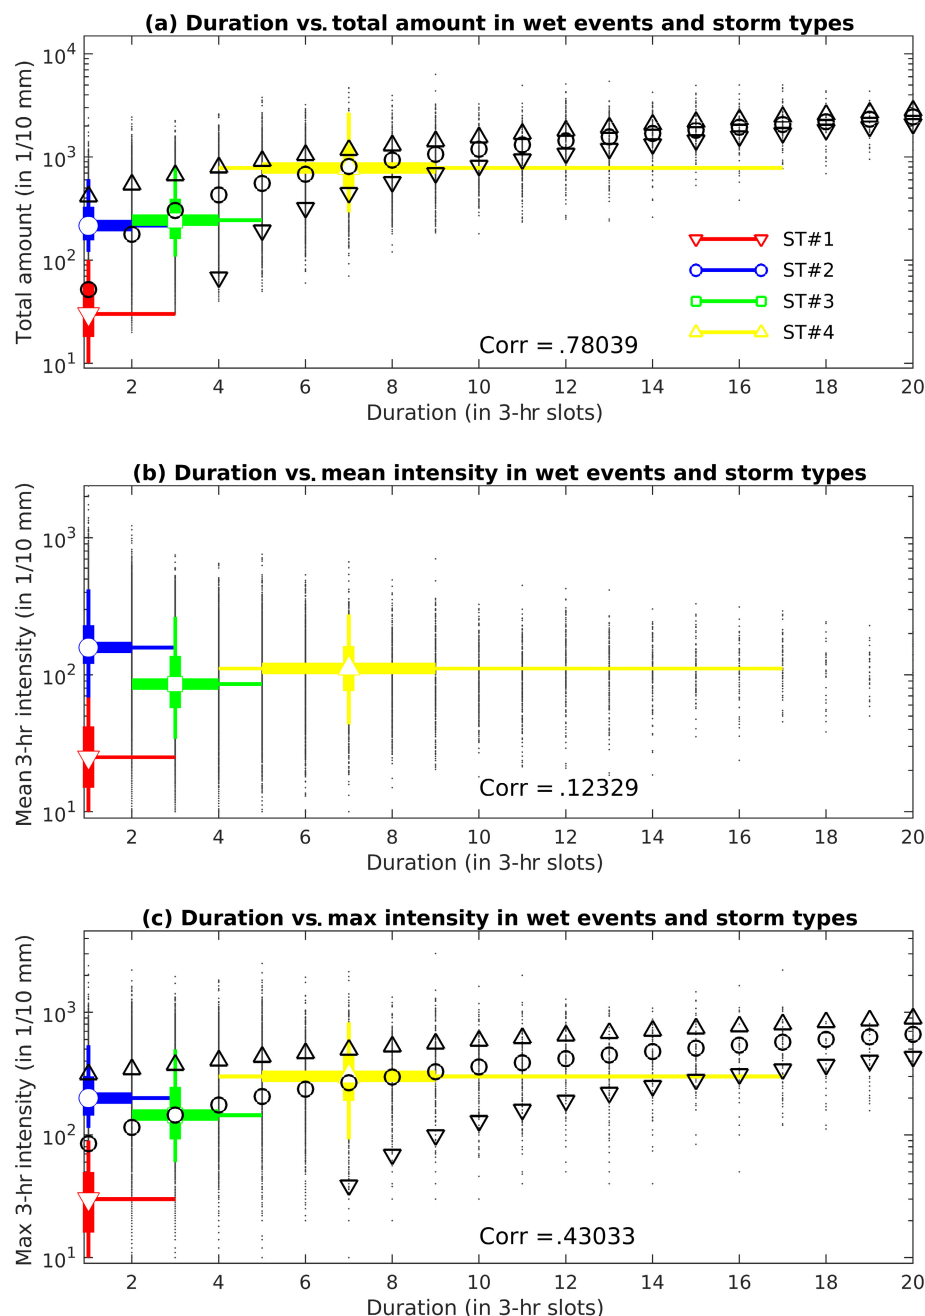 (a) Duration vs. total amount in wet events and storm types
10^4
10^3
10^2
10^1
Total amount (in 1/10 mm)
ST#1
ST#2
ST#3
ST#4
Corr = .78039
2 4 6 8 10 12 14 16 18 20
Duration (in 3-hr slots)
(b) Duration vs. mean intensity in wet events and storm types
10^3
10^2
10^1
Mean 3-hr intensity (in 1/10 mm)
Corr = .12329
2 4 6 8 10 12 14 16 18 20
Duration (in 3-hr slots)
(c) Duration vs. max intensity in wet events and storm types
10^3
10^2
10^1
Max 3-hr intensity (in 1/10 mm)
Corr = .43033
2 4 6 8 10 12 14 16 18 20
Duration (in 3-hr slots)